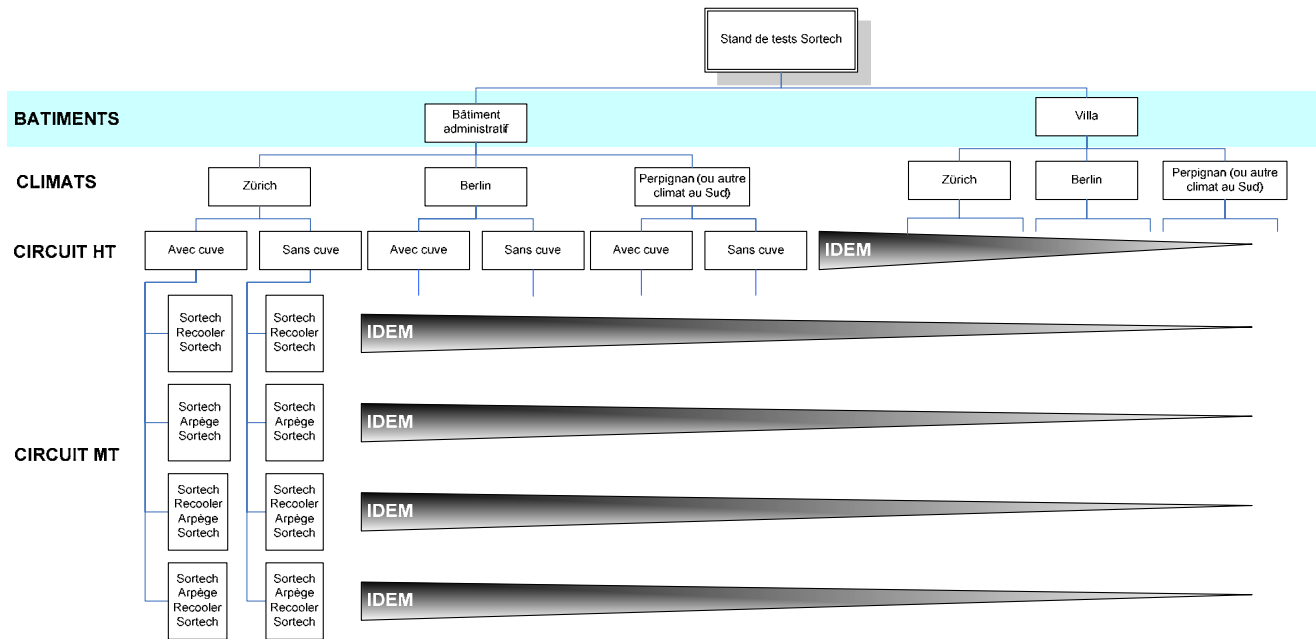 Stand de tests Sortech
BATIMENTS
Bâtiment
administratif
Villa
CLIMATS
Zürich
Berlin
Perpignan (ou autre
climat au Sud)
Zürich
Berlin
Perpignan (ou autre
climat au Sud)
CIRCUIT HT
Avec cuve
Sans cuve
Avec cuve
Sans cuve
Avec cuve
Sans cuve
IDEM
CIRCUIT MT
Sortech
Recooler
Sortech
Sortech
Recooler
Sortech
IDEM
Sortech
Arpège
Sortech
Sortech
Arpège
Sortech
IDEM
Sortech
Recooler
Arpège
Sortech
Sortech
Recooler
Arpège
Sortech
IDEM
Sortech
Arpège
Recooler
Sortech
Sortech
Arpège
Recooler
Sortech
IDEM